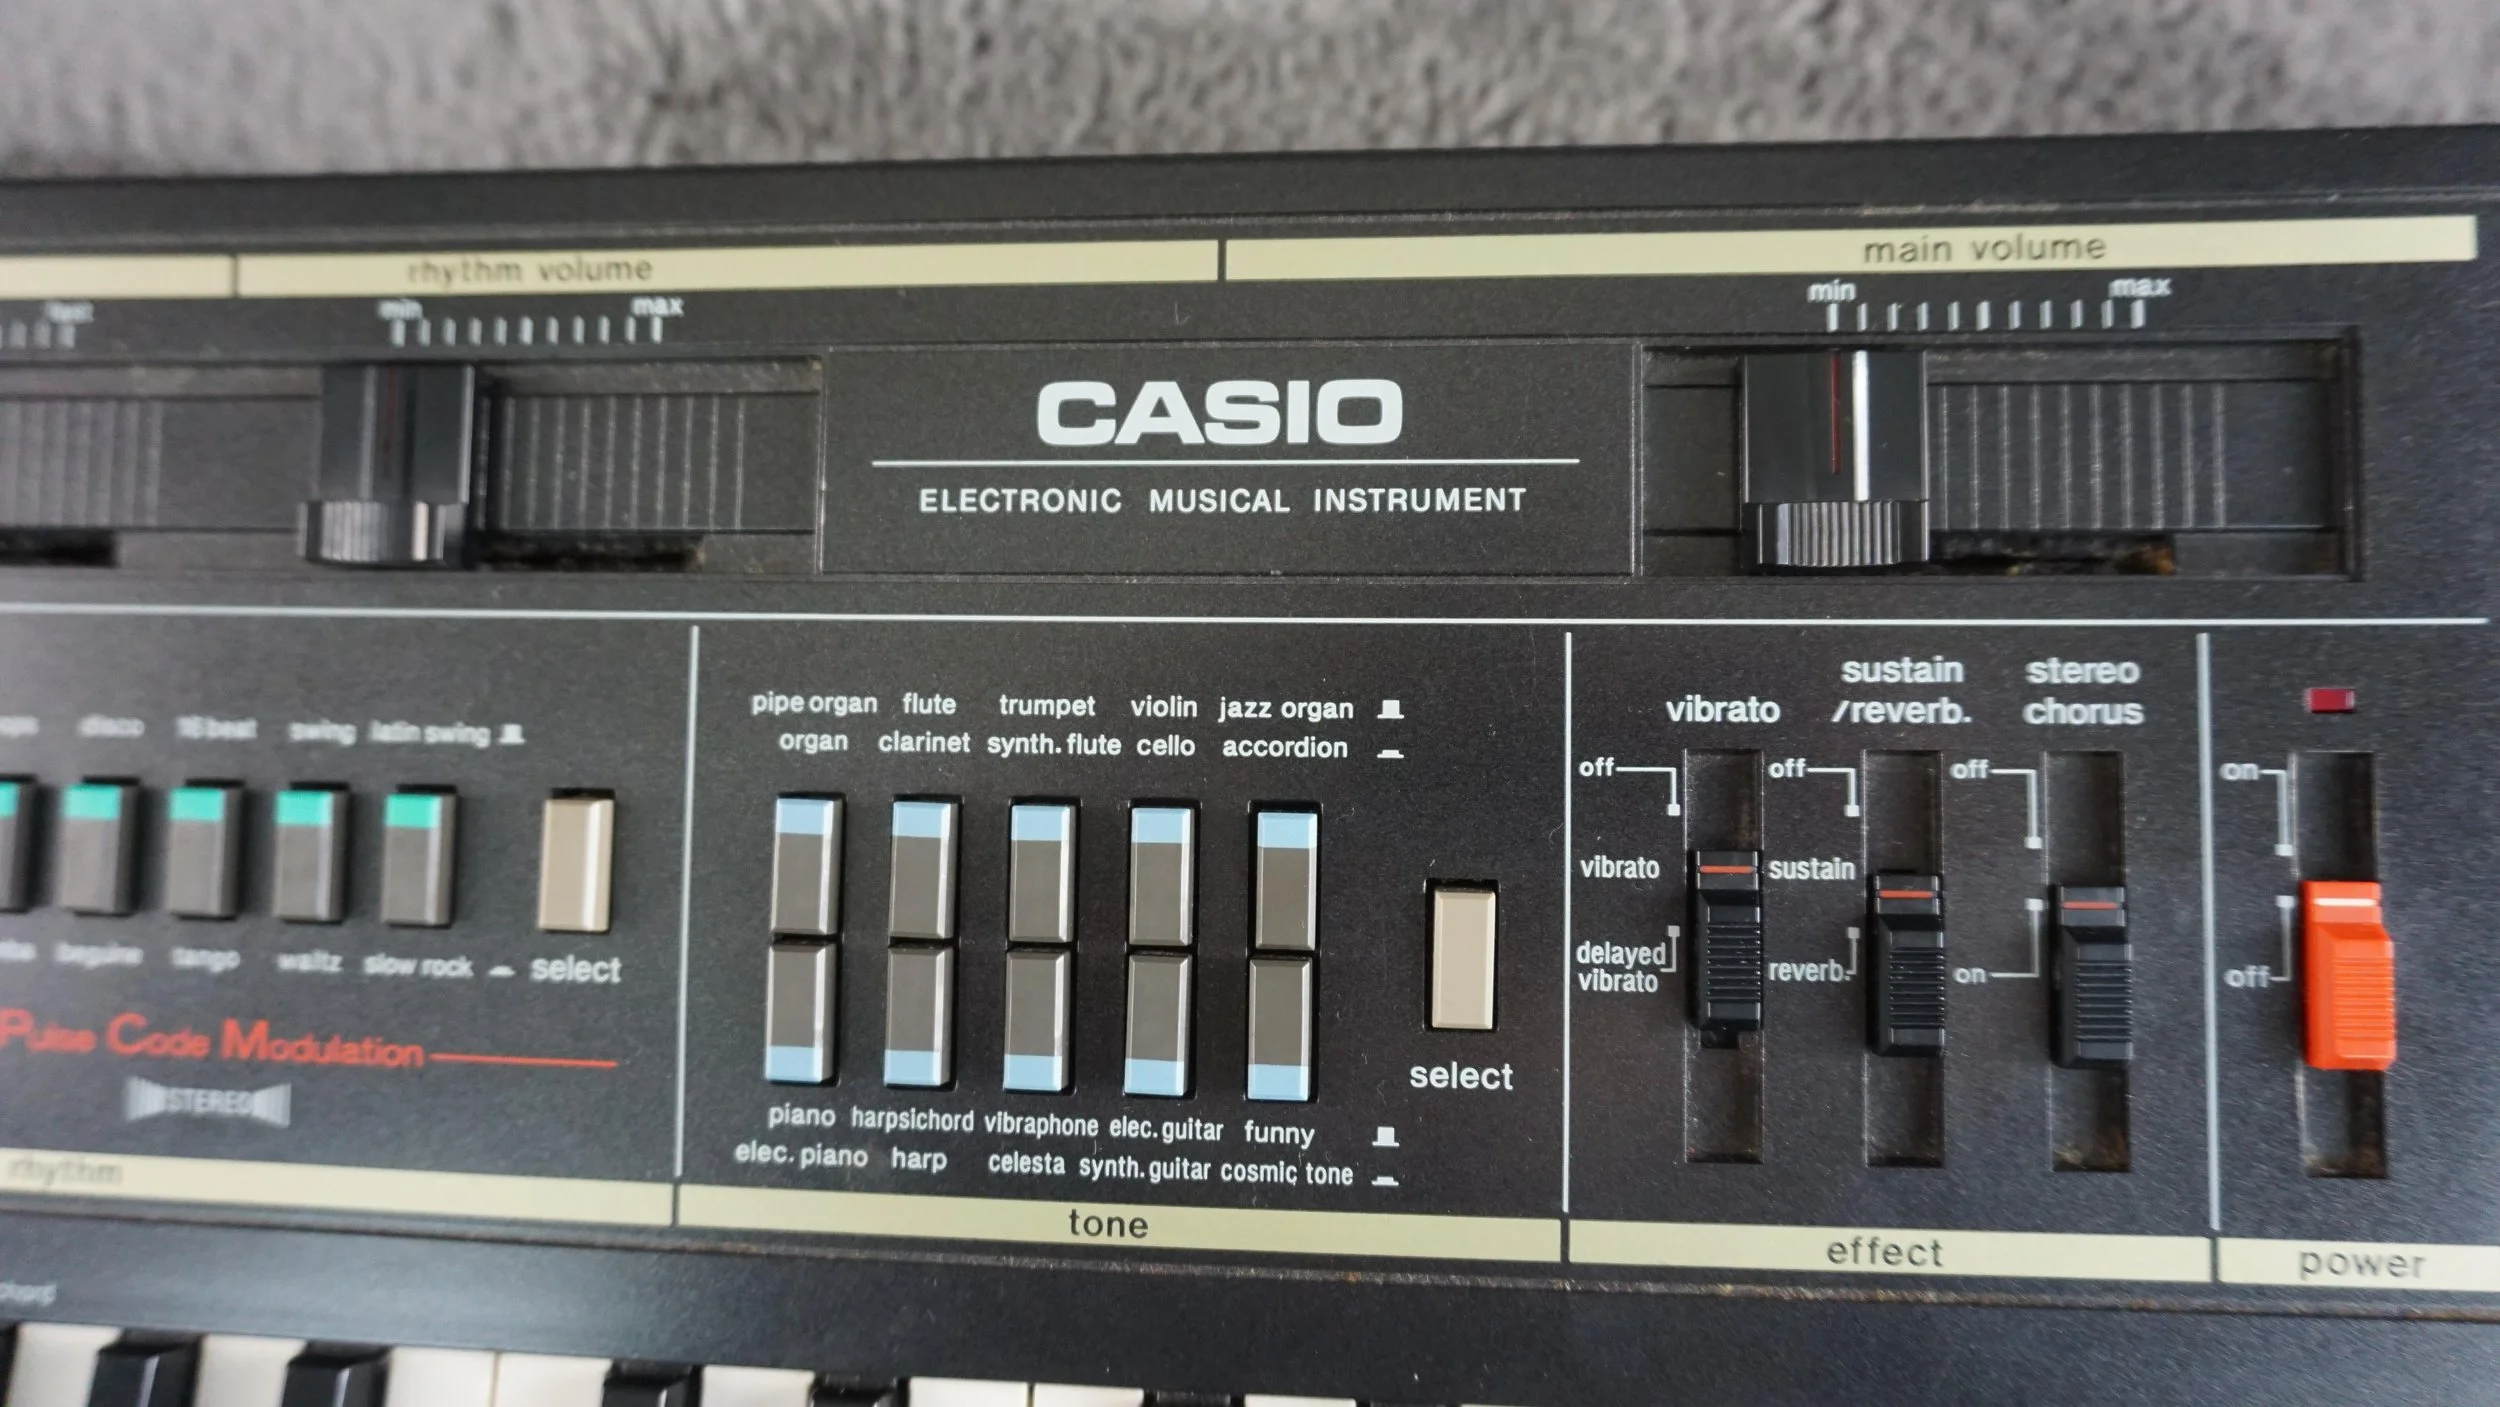 rhythm volume
main volume
min max
min max
CASIO
ELECTRONIC MUSICAL INSTRUMENT
disco 16 beat swing latin swing
beguine tango waltz slow rock select
Pulse Code Modulation
STEREO
rhythm
pipe organ flute trumpet violin jazz organ
organ clarinet synth. flute cello accordion
select
piano harpsichord vibraphone elec. guitar funny
elec. piano harp celesta synth. guitar cosmic tone
tone
vibrato
off
vibrato
delayed
vibrato
sustain
/reverb.
off
sustain
reverb.
stereo
chorus
off
on
effect
on
off
power